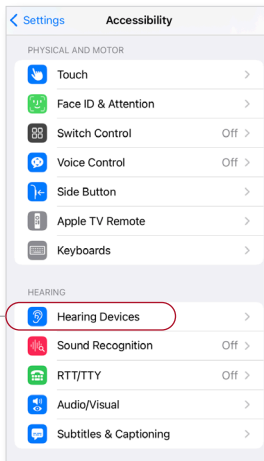 Settings Accessibility
PHYSICAL AND MOTOR
Touch
Face ID & Attention
Switch Control Off
Voice Control Off
Side Button
Apple TV Remote
Keyboards
HEARING
Hearing Devices
Sound Recognition Off
RTT/TTY Off
Audio/Visual
Subtitles & Captioning